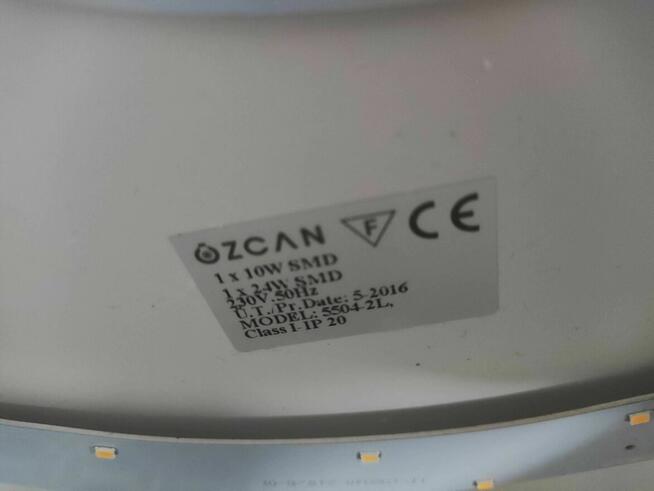 ÖZCAN F CE
1 x 10W SMD
1 x 24W SMD
230V.50Hz
U.T./Pr.Date: 5-2016
MODEL: 5504-2L,
Class I-IP 20